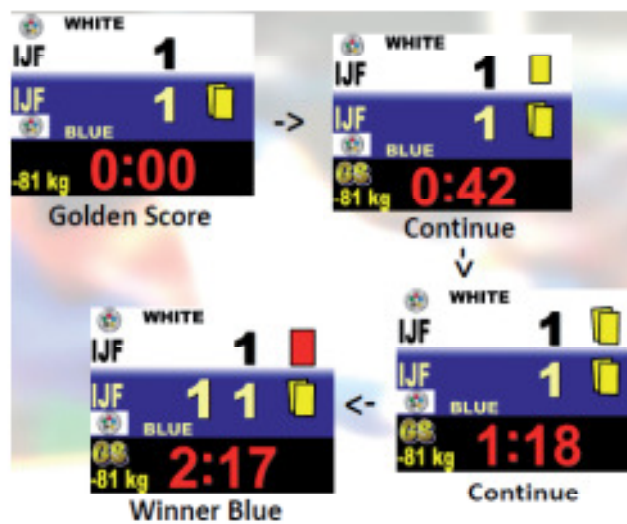 WHITE
IJF 1
IJF 1
BLUE
-81 kg 0:00
Golden Score
->
WHITE
IJF 1
IJF 1
BLUE
GS
-81 kg 0:42
Continue
->
WHITE
IJF 1
IJF 1
BLUE
GS
-81 kg 1:18
Continue
<-
WHITE
IJF 1
IJF 1 1
BLUE
GS
-81 kg 2:17
Winner Blue